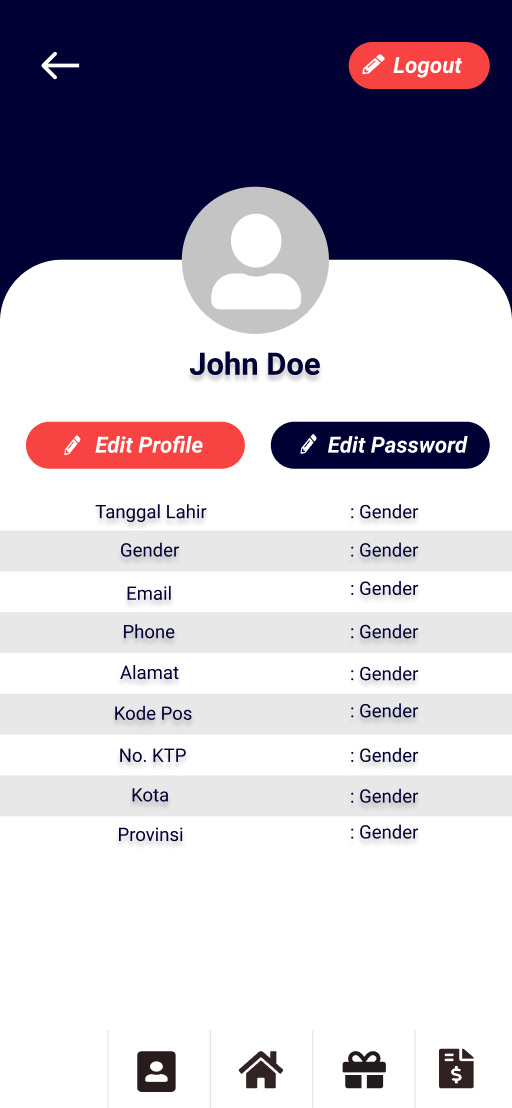 Logout
John Doe
Edit Profile
Edit Password
Tanggal Lahir : Gender
Gender : Gender
Email : Gender
Phone : Gender
Alamat : Gender
Kode Pos : Gender
No. KTP : Gender
Kota : Gender
Provinsi : Gender
$